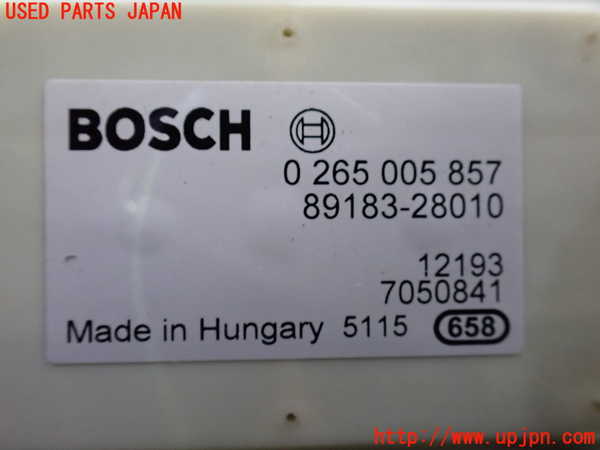 USED PARTS JAPAN
BOSCH
0 265 005 857
89183-28010
12193
7050841
Made in Hungary 5115 658
http://www.upjpn.com/